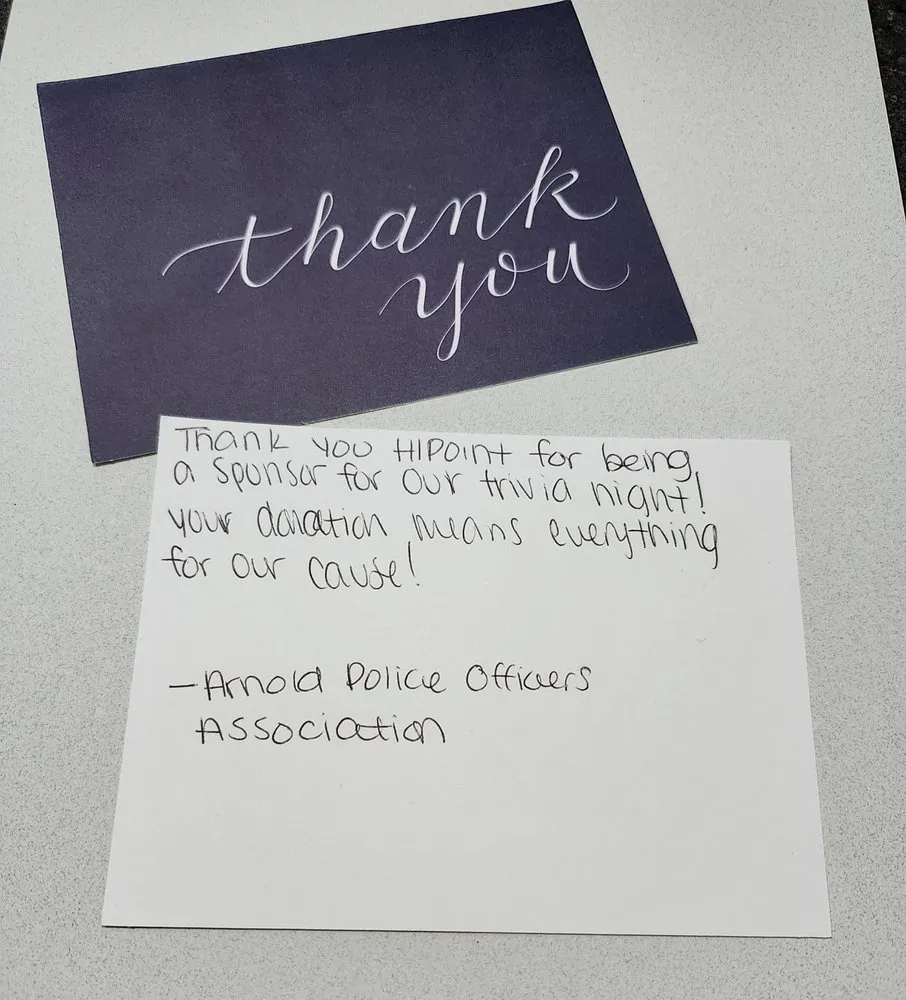 thank
you
Thank you HIPOint for being
a sponsor for our trivia night!
your donation means everything
for our cause!
- Arnold Police Officers
Association